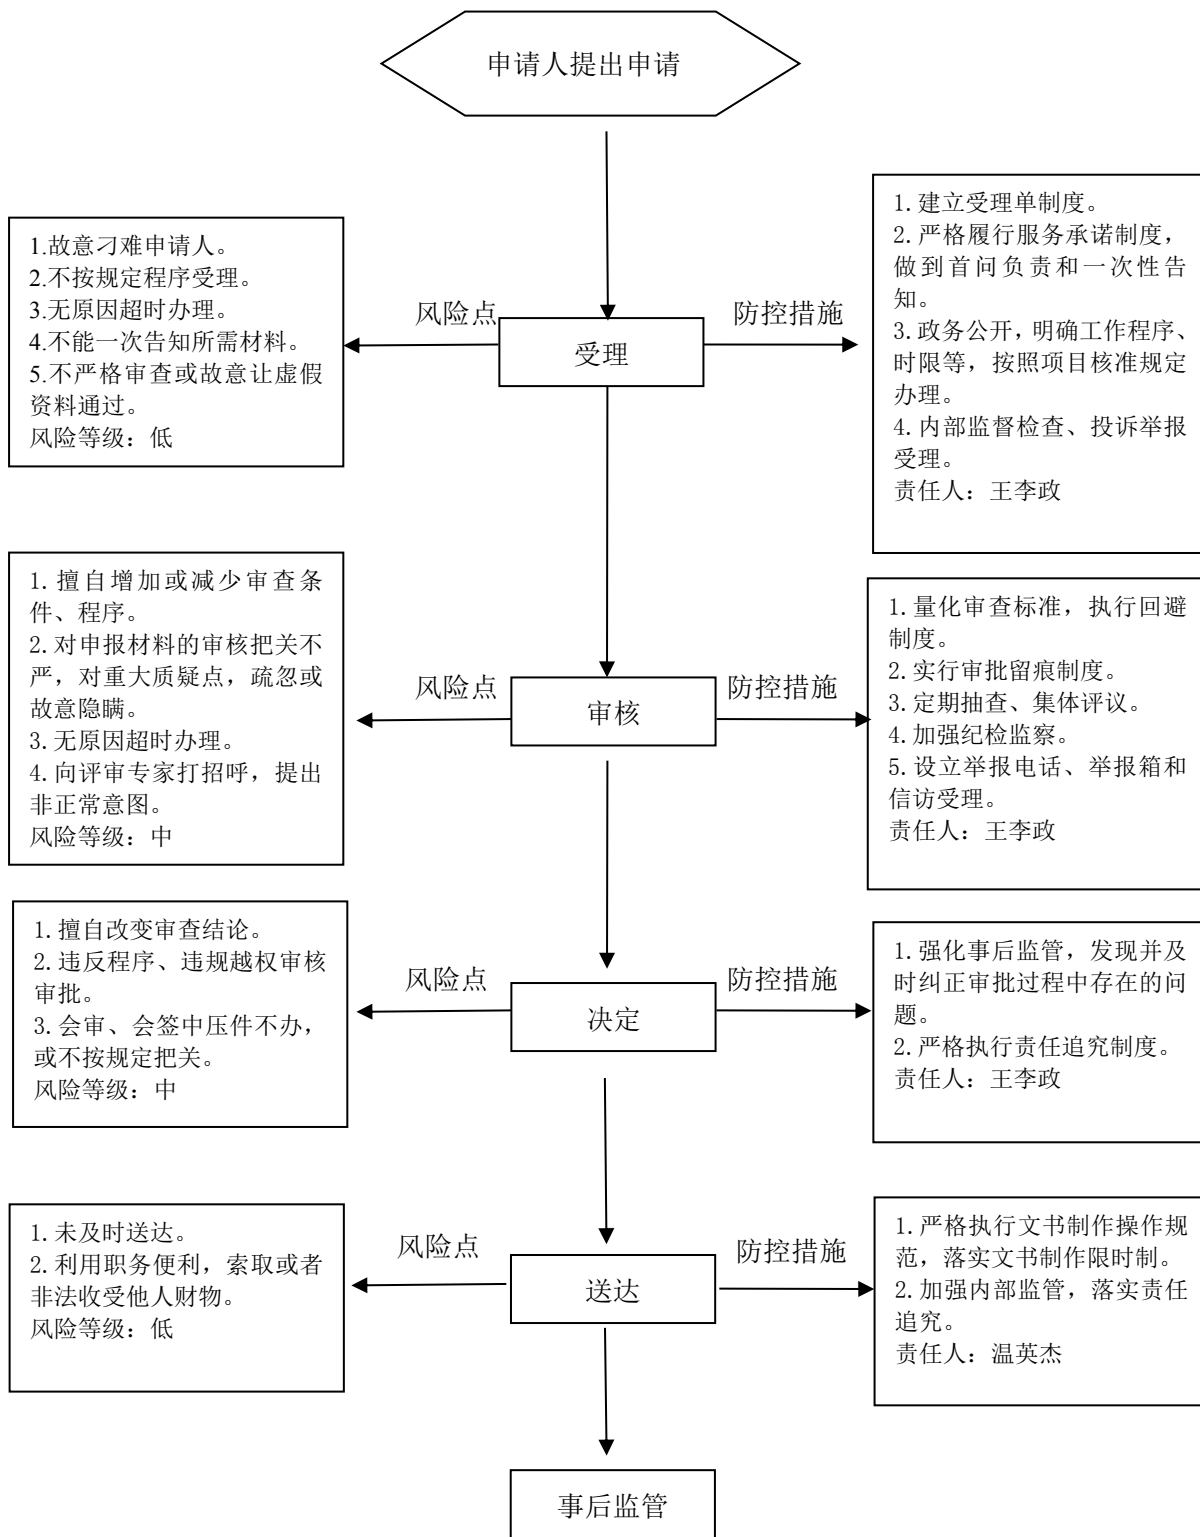 申请人提出申请
1.故意刁难申请人。
2.不按规定程序受理。
3.无原因超时办理。
4.不能一次告知所需材料。
5.不严格审查或故意让虚假
资料通过。
风险等级：低
风险点
受理
防控措施
1.建立受理单制度。
2.严格履行服务承诺制度，
做到首问负责和一次性告
知。
3.政务公开，明确工作程序、
时限等，按照项目核准规定
办理。
4.内部监督检查、投诉举报
受理。
责任人：王李政
1.擅自增加或减少审查条
件、程序。
2.对申报材料的审核把关不
严，对重大质疑点，疏忽或
故意隐瞒。
3.无原因超时办理。
4.向评审专家打招呼，提出
非正常意图。
风险等级：中
风险点
审核
防控措施
1.量化审查标准，执行回避
制度。
2.实行审批留痕制度。
3.定期抽查、集体评议。
4.加强纪检监察。
5.设立举报电话、举报箱和
信访受理。
责任人：王李政
1.擅自改变审查结论。
2.违反程序、违规越权审核
审批。
3.会审、会签中压件不办，
或不按规定把关。
风险等级：中
风险点
决定
防控措施
1.强化事后监管，发现并及
时纠正审批过程中存在的问
题。
2.严格执行责任追究制度。
责任人：王李政
1.未及时送达。
2.利用职务便利，索取或者
非法收受他人财物。
风险等级：低
风险点
送达
防控措施
1.严格执行文书制作操作规
范，落实文书制作限时制。
2.加强内部监管，落实责任
追究。
责任人：温英杰
事后监管